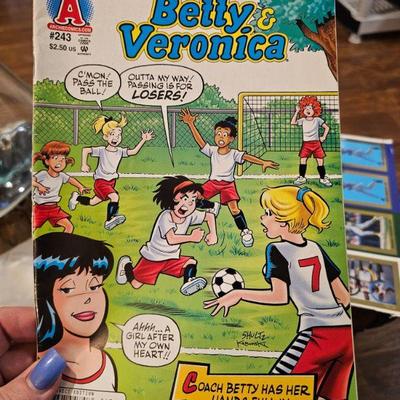 A
ARCHIECOMICS.COM
#243
$2.50 US
Betty &
Veronica
C'MON!
PASS THE
BALL!
OUTTA MY WAY!
PASSING IS FOR
LOSERS!
7
Ahhh... A
GIRL AFTER
MY OWN
HEART!!
SHULTZ
COACH BETTY HAS HER